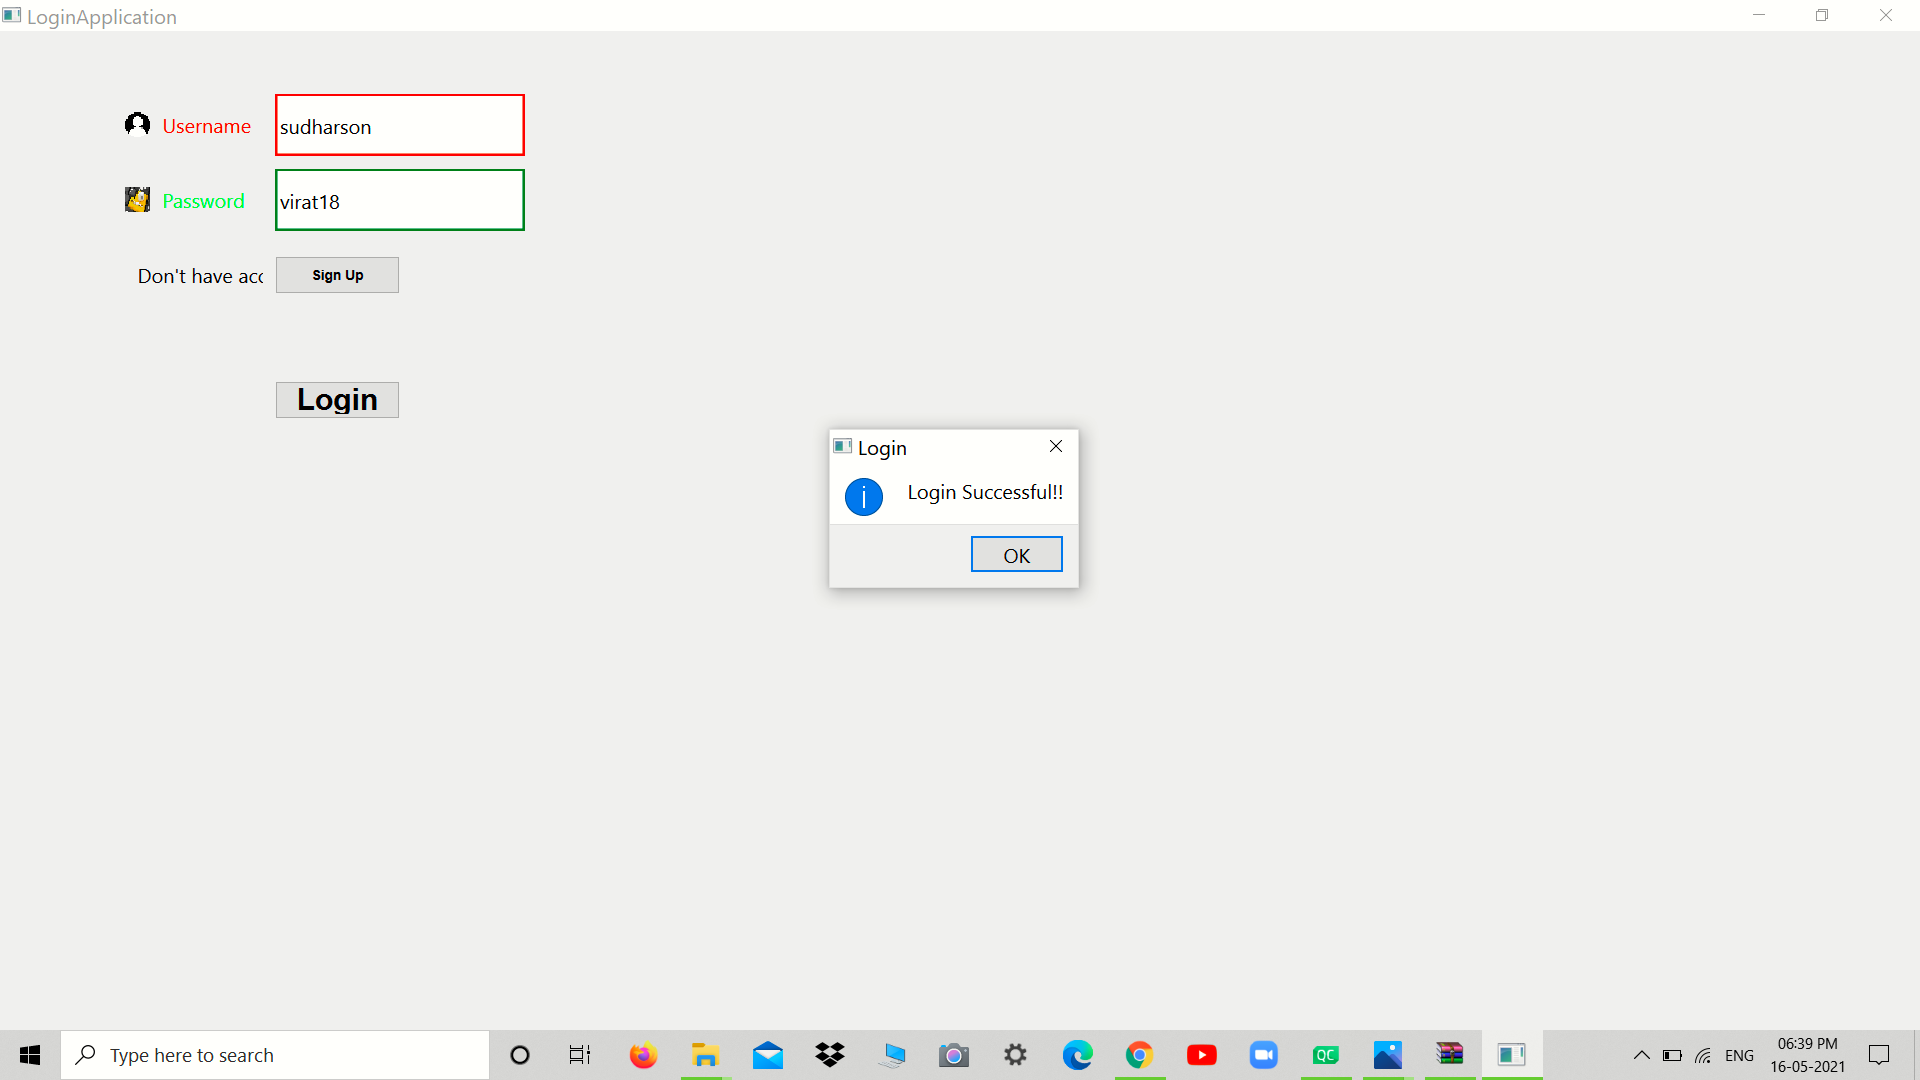 LoginApplication
Username
sudharson
Password
virat18
Don't have acc
Sign Up
Login
Login
Login Successful!!
OK
Type here to search
QC
ENG
06:39 PM
16-05-2021